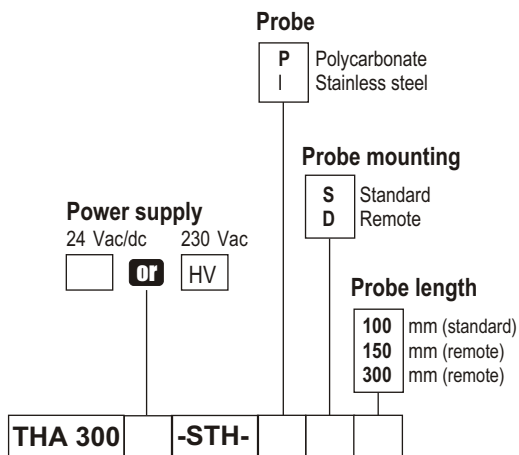 Probe
P Polycarbonate
I Stainless steel
Probe mounting
S Standard
D Remote
Power supply
24 Vac/dc 230 Vac
or HV
Probe length
100 mm (standard)
150 mm (remote)
300 mm (remote)
THA 300 -STH-